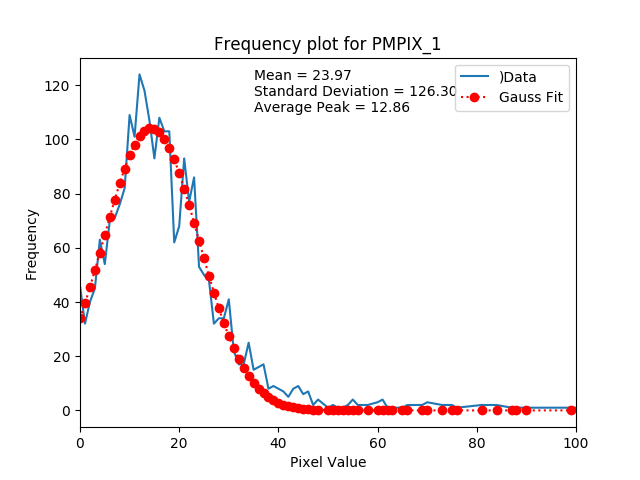 Frequency plot for PMPIX_1
Mean = 23.97
Standard Deviation = 126.30
Average Peak = 12.86
)Data
Gauss Fit
Frequency
120
100
80
60
40
20
0
0 20 40 60 80 100
Pixel Value